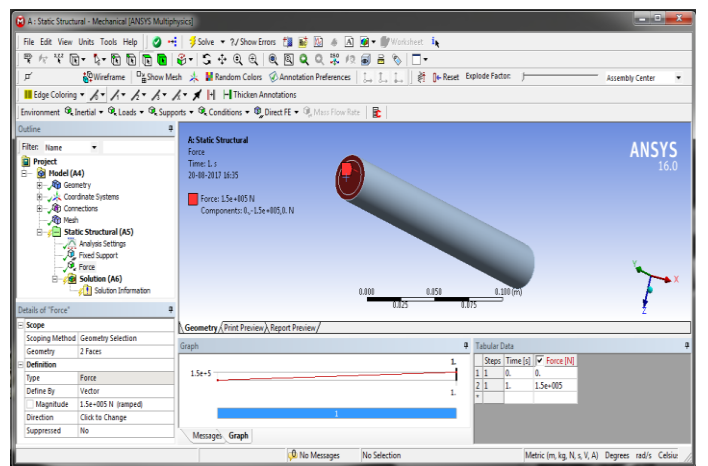 A : Static Structural - Mechanical [ANSYS Multiphysics]
File Edit View Units Tools Help Solve ?/ Show Errors Worksheet
Wireframe Show Mesh Random Colors Annotation Preferences Reset Explode Factor: Assembly Center
Edge Coloring Thicken Annotations
Environment Inertial Loads Supports Conditions Direct FE Mass Flow Rate
Outline
Filter: Name
Project
Model (A4)
Geometry
Coordinate Systems
Connections
Mesh
Static Structural (A5)
Analysis Settings
Fixed Support
Force
Solution (A6)
Solution Information
A: Static Structural
Force
Time: 1. s
20-08-2017 16:35
Force: 1.5e+005 N
Components: 0.,-1.5e+005,0. N
ANSYS
16.0
Y
X
Z
0.000 0.050 0.100 (m)
0.025 0.075
Geometry Print Preview Report Preview
Details of "Force"
Scope
Scoping Method Geometry Selection
Geometry 2 Faces
Definition
Type Force
Define By Vector
Magnitude 1.5e+005 N (ramped)
Direction Click to Change
Suppressed No
Graph
1.
1.5e+5
1.
1
Messages Graph
Tabular Data
Steps Time [s] Force [N]
1 1 0. 0.
2 1 1. 1.5e+005
*
0 No Messages No Selection Metric (m, kg, N, s, V, A) Degrees rad/s Celsiu